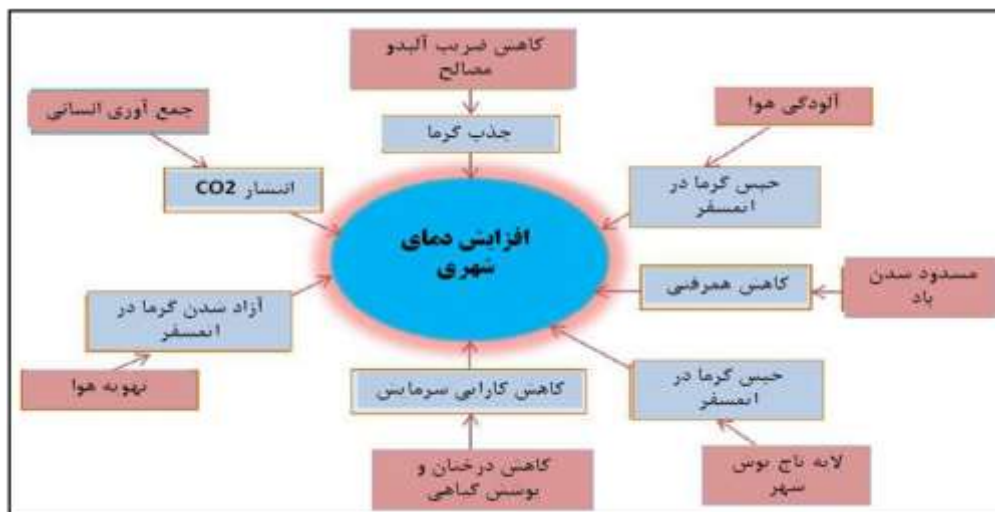 کاهش ضریب آلبدو
مصالح
جذب گرما
آلودگی هوا
حبس گرما در
اتمسفر
جمع آوری انسانی
انتشار CO2
افزایش دمای
شهری
مسدود شدن
باد
کاهش همرفتی
آزاد شدن گرما در
اتمسفر
تهویه هوا
حبس گرما در
اتمسفر
لایه تاج پوش
شهر
کاهش کارایی سرمایش
کاهش درختان و
پوشش گیاهی